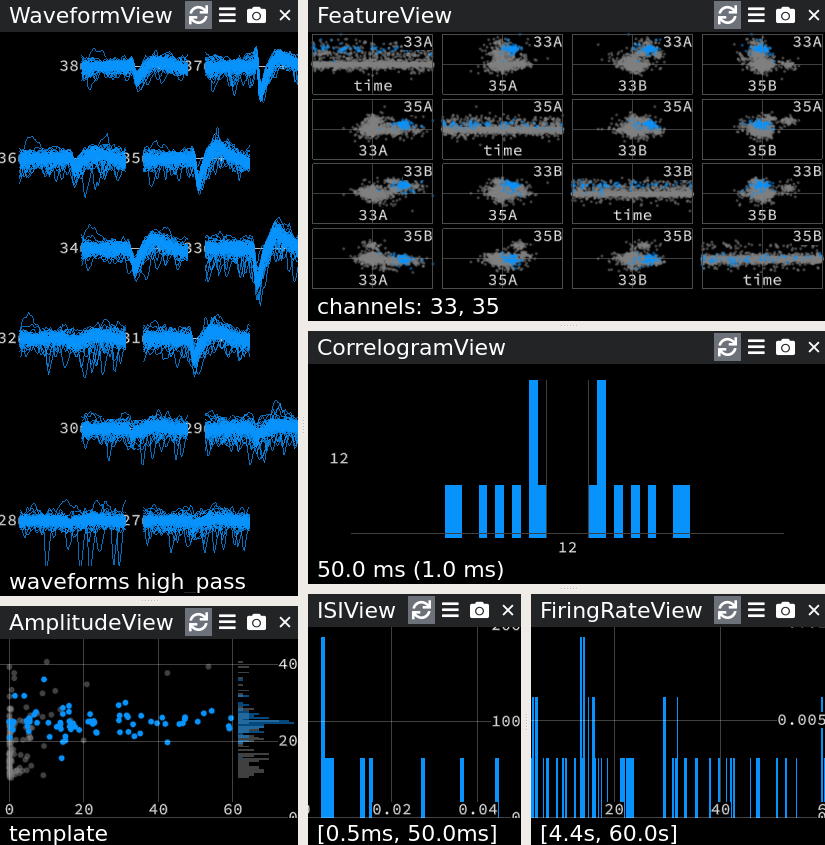 WaveformView
38 37
36 35
34 33
32 31
30 29
28 27
waveforms high_pass
FeatureView
33A 33A 33A 33A
time 35A 33B 35B
35A 35A 35A 35A
33A time 33B 35B
33B 33B 33B 33B
33A 35A time 35B
35B 35B 35B 35B
33A 35A 33B time
channels: 33, 35
CorrelogramView
12
12
50.0 ms (1.0 ms)
AmplitudeView
40
20
0 20 40 60
0
template
ISIView
200
100
0.02 0.04
0
[0.5ms, 50.0ms]
FiringRateView
0.005
20 40
[4.4s, 60.0s]